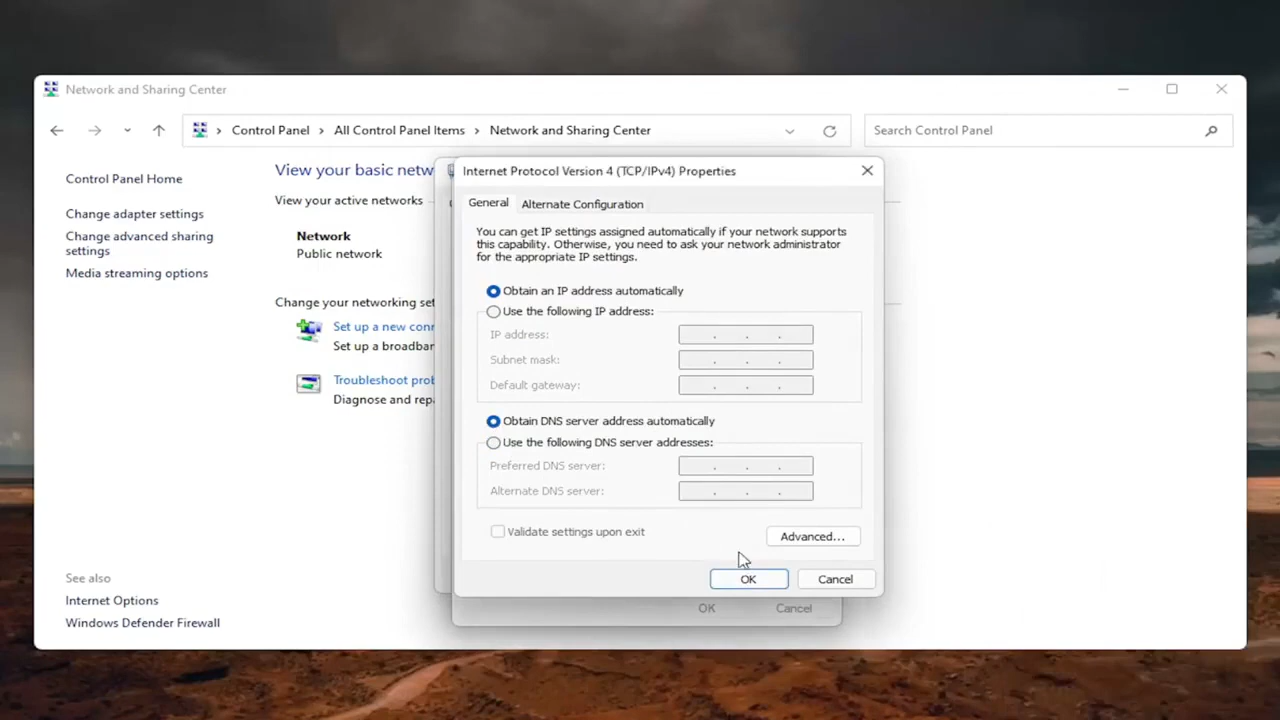 Network and Sharing Center
Control Panel > All Control Panel Items > Network and Sharing Center
Search Control Panel
Control Panel Home
Change adapter settings
Change advanced sharing
settings
Media streaming options
See also
Internet Options
Windows Defender Firewall
View your basic netw
View your active networks
Network
Public network
Change your networking set
Set up a new conn
Set up a broadbar
Troubleshoot prob
Diagnose and repa
Internet Protocol Version 4 (TCP/IPv4) Properties
General
Alternate Configuration
You can get IP settings assigned automatically if your network supports
this capability. Otherwise, you need to ask your network administrator
for the appropriate IP settings.
Obtain an IP address automatically
Use the following IP address:
IP address:
Subnet mask:
Default gateway:
Obtain DNS server address automatically
Use the following DNS server addresses:
Preferred DNS server:
Alternate DNS server:
Validate settings upon exit
Advanced...
OK
Cancel
OK
Cancel